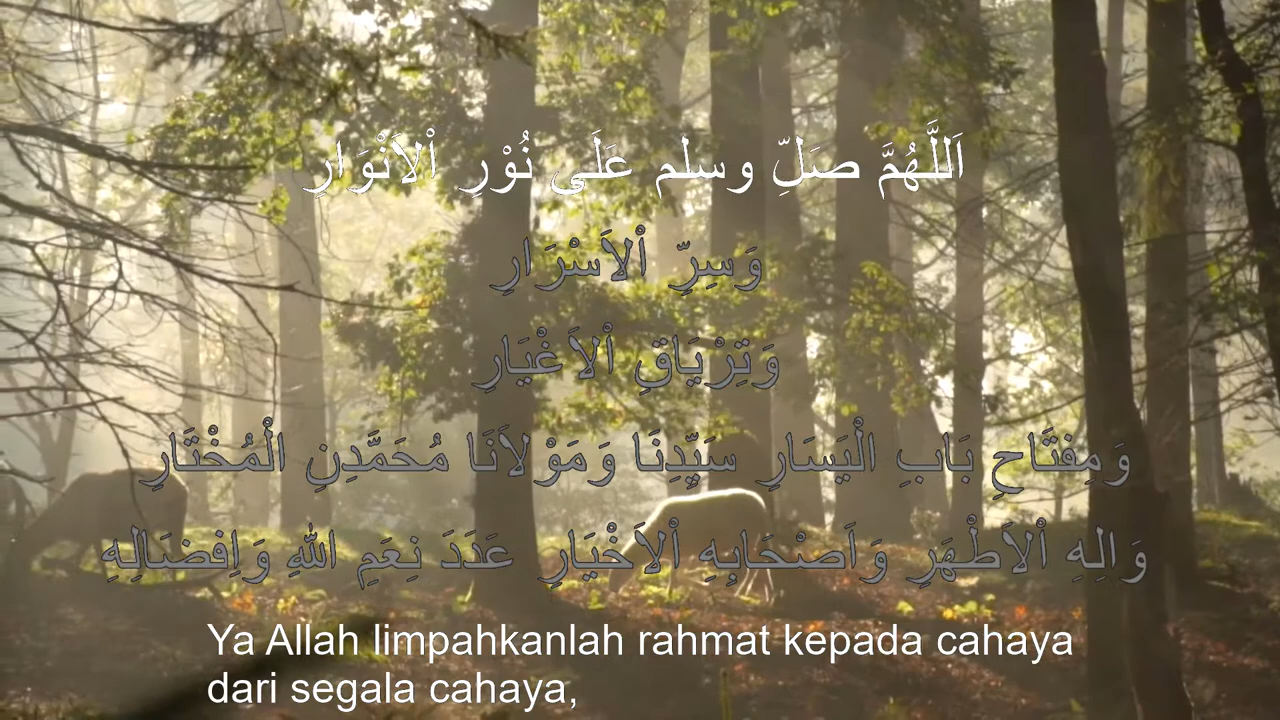 اَللَّهُمَّ صَلِّ وسلم عَلَى نُوْرِ اْلاَنْوَارِ
وَسِرِّ اْلاَسْرَارِ
وَتِرْيَاقِ اْلاَغْيَارِ
وَمِفْتَاحِ بَابِ الْيَسَارِ سَيِّدِنَا وَمَوْلاَنَا مُحَمَّدِنِ الْمُخْتَارِ
وَالِهِ اْلاَطْهَرِ وَاَصْحَابِهِ اْلاَخْيَارِ عَدَدَ نِعَمِ اللهِ وَاِفْضَالِهِ
Ya Allah limpahkanlah rahmat kepada cahaya
dari segala cahaya,